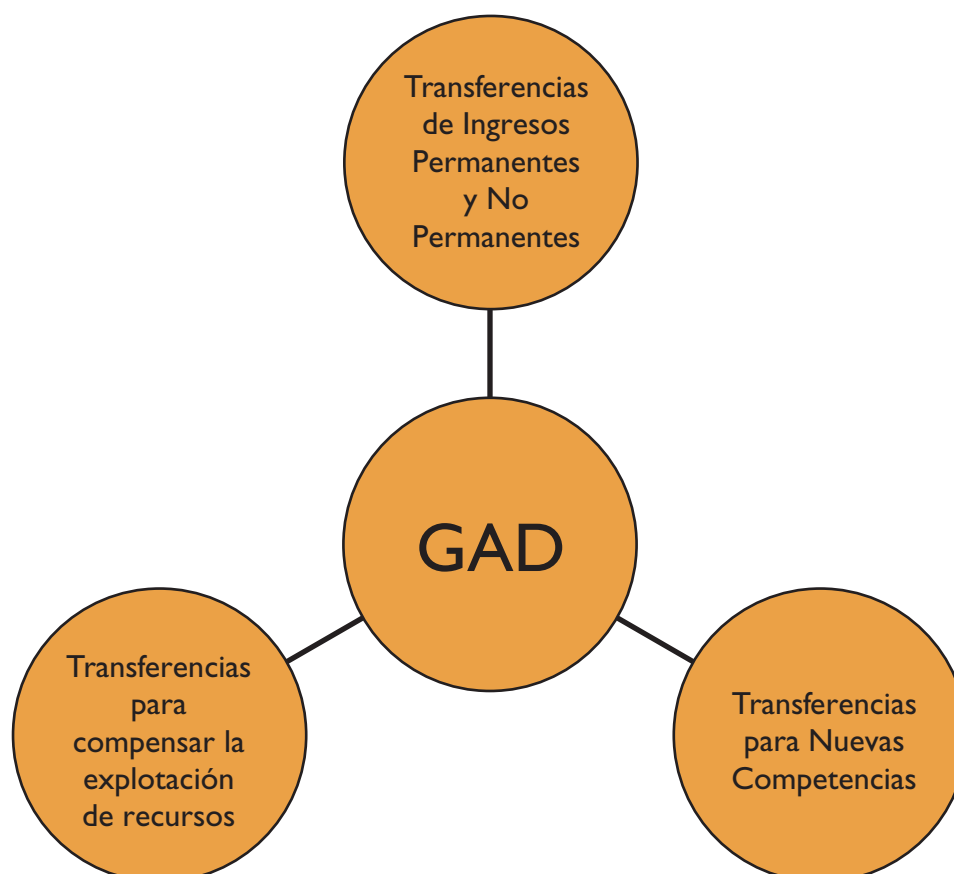 Transferencias
de Ingresos
Permanentes
y No
Permanentes
GAD
Transferencias
para
compensar la
explotación
de recursos
Transferencias
para Nuevas
Competencias